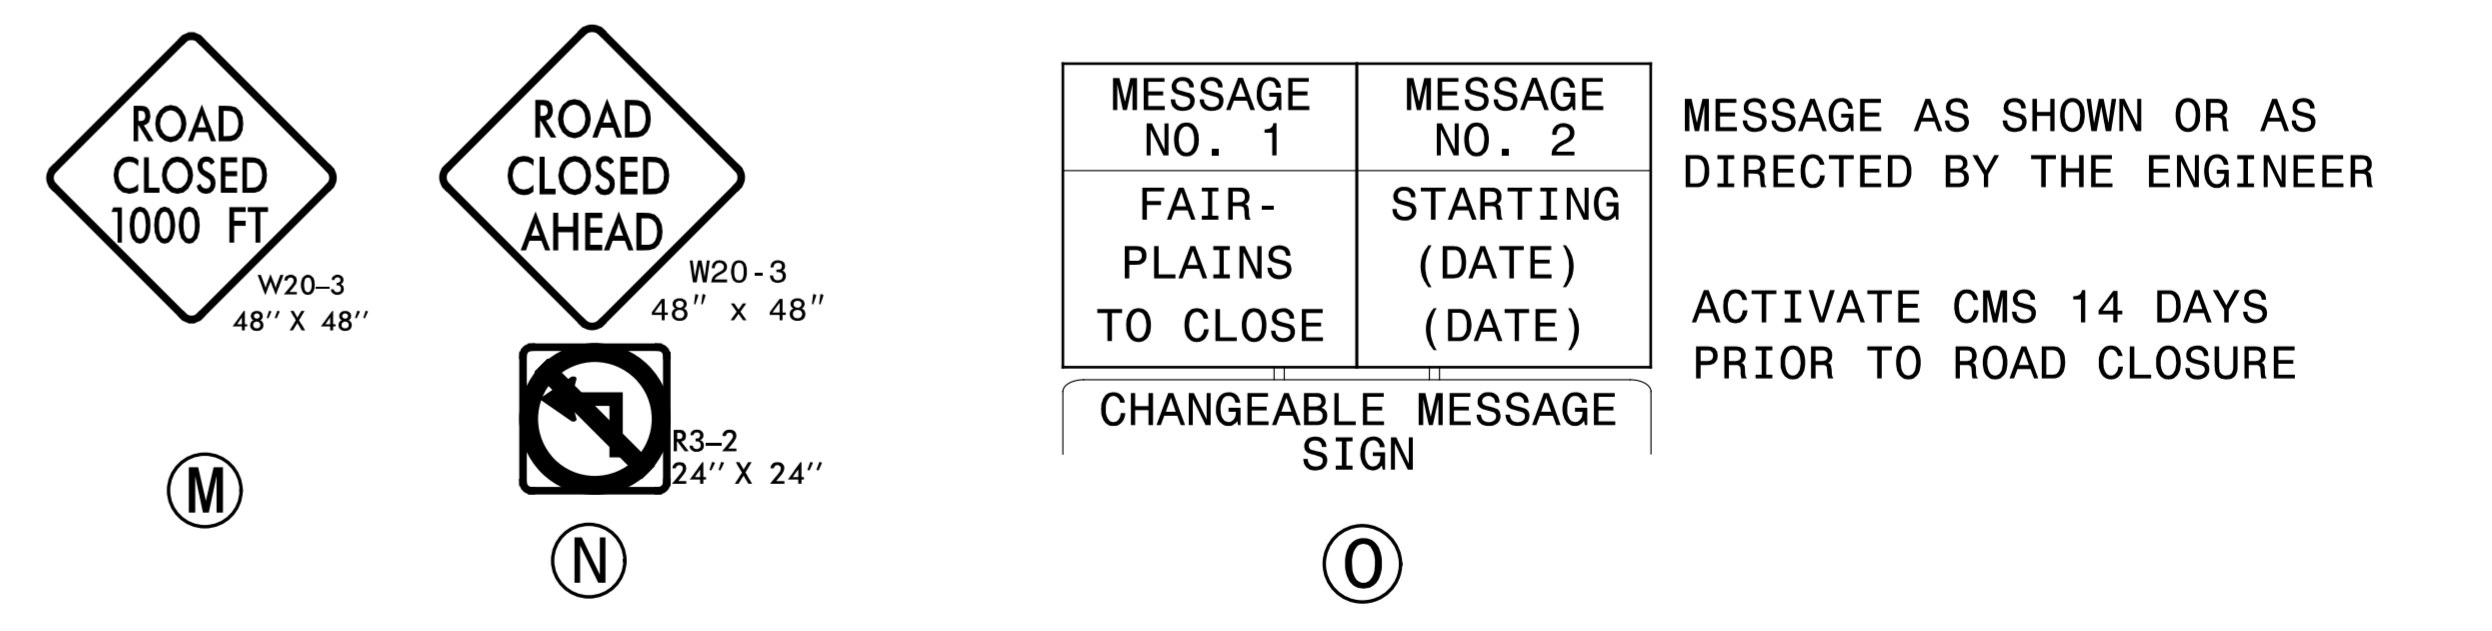 ROAD
CLOSED
1000 FT
W20–3
48'' X 48''
M
ROAD
CLOSED
AHEAD
W20-3
48" x 48"
R3–2
24'' X 24''
N
MESSAGE
NO. 1
FAIR-
PLAINS
TO CLOSE
MESSAGE
NO. 2
STARTING
(DATE)
(DATE)
CHANGEABLE MESSAGE
SIGN
O
MESSAGE AS SHOWN OR AS
DIRECTED BY THE ENGINEER
ACTIVATE CMS 14 DAYS
PRIOR TO ROAD CLOSURE